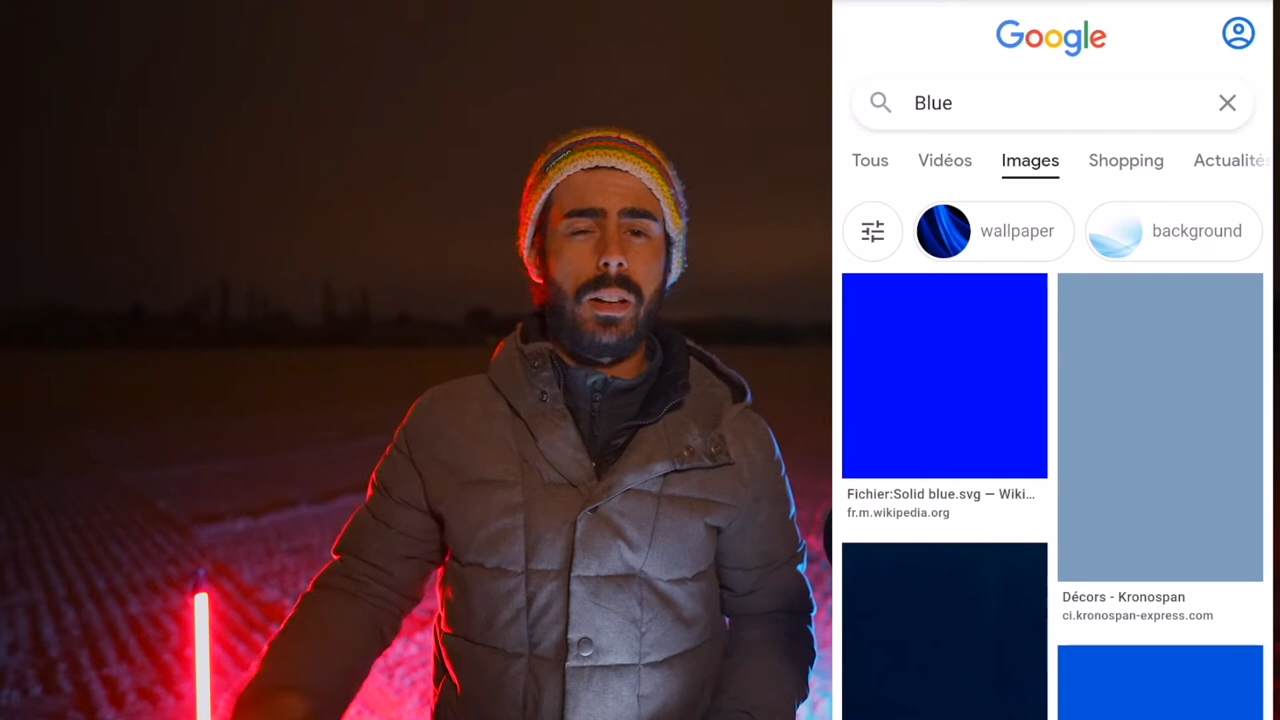 Google
Blue
Tous Vidéos Images Shopping Actualités
wallpaper background
Fichier:Solid blue.svg — Wiki...
fr.m.wikipedia.org
Décors - Kronospan
ci.kronospan-express.com